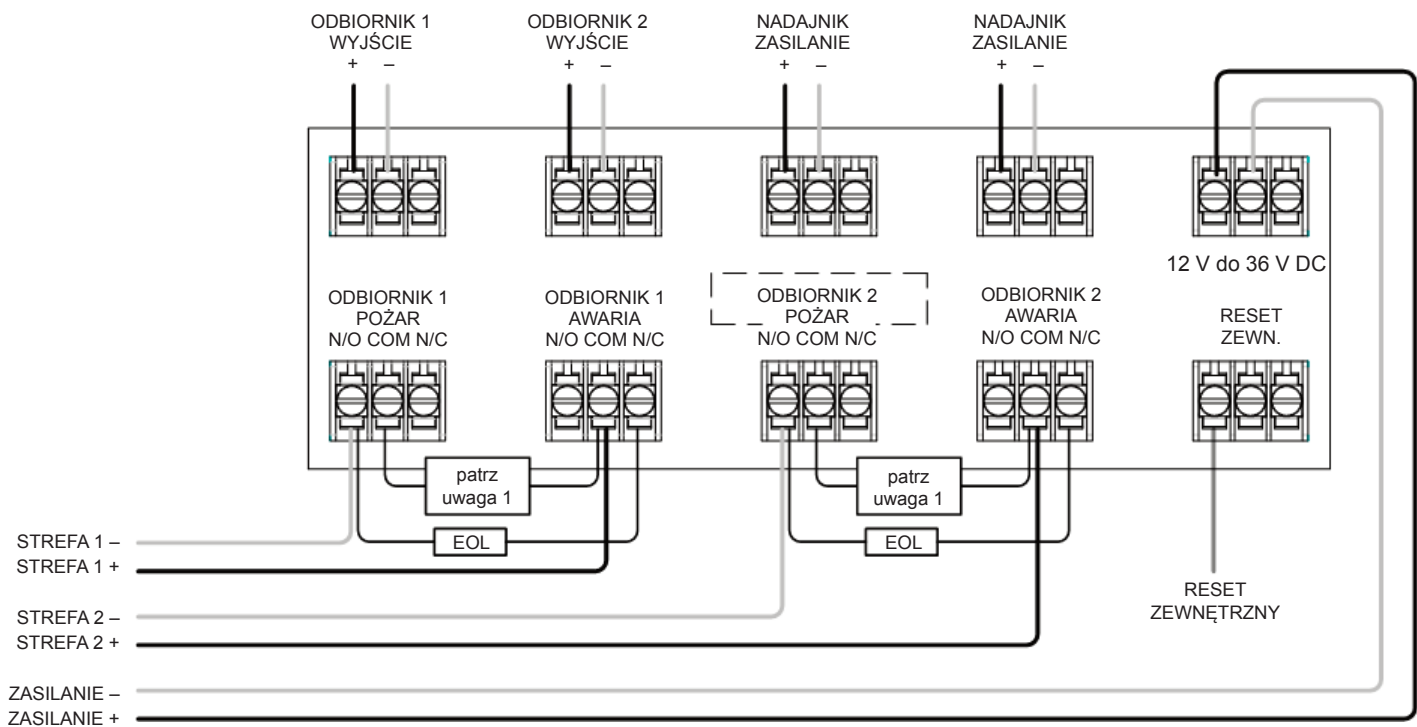 ODBIORNIK 1
WYJŚCIE
+ –
ODBIORNIK 2
WYJŚCIE
+ –
NADAJNIK
ZASILANIE
+ –
NADAJNIK
ZASILANIE
+ –
12 V do 36 V DC
ODBIORNIK 1
POŻAR
N/O COM N/C
ODBIORNIK 1
AWARIA
N/O COM N/C
ODBIORNIK 2
POŻAR
N/O COM N/C
ODBIORNIK 2
AWARIA
N/O COM N/C
RESET
ZEWN.
patrz
uwaga 1
patrz
uwaga 1
EOL
EOL
STREFA 1 –
STREFA 1 +
STREFA 2 –
STREFA 2 +
RESET
ZEWNĘTRZNY
ZASILANIE –
ZASILANIE +